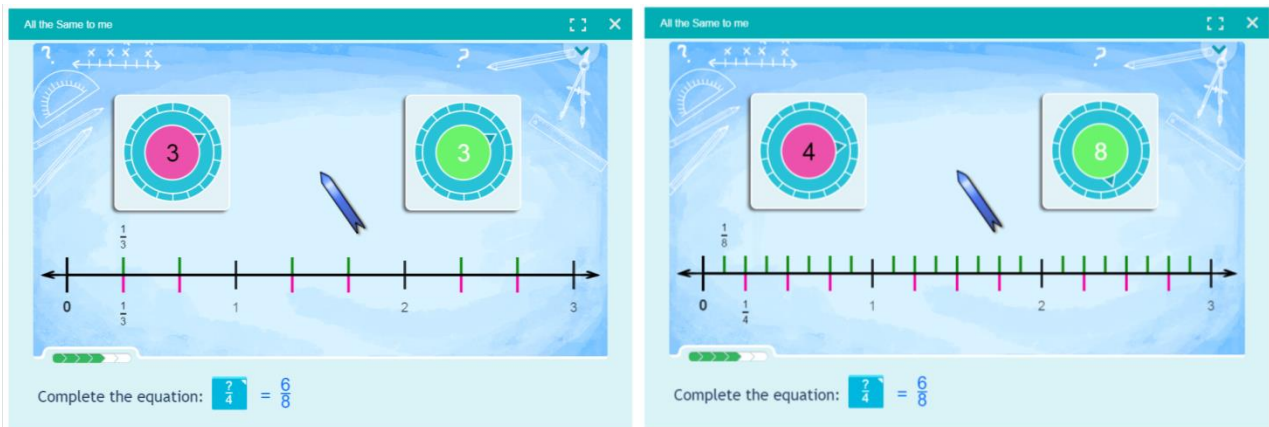 All the Same to me
?
x x x x
?
3
3
1/3
0 1/3 1 2 3
Complete the equation: ?/4 = 6/8
All the Same to me
?
x x x x
?
4
8
1/8
0 1/4 1 2 3
Complete the equation: ?/4 = 6/8